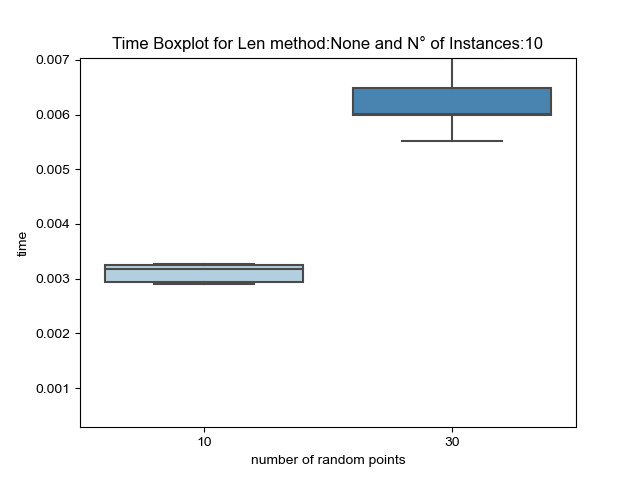 Time Boxplot for Len method:None and N° of Instances:10
0.007
0.006
0.005
0.004
0.003
0.002
0.001
time
10 30
number of random points